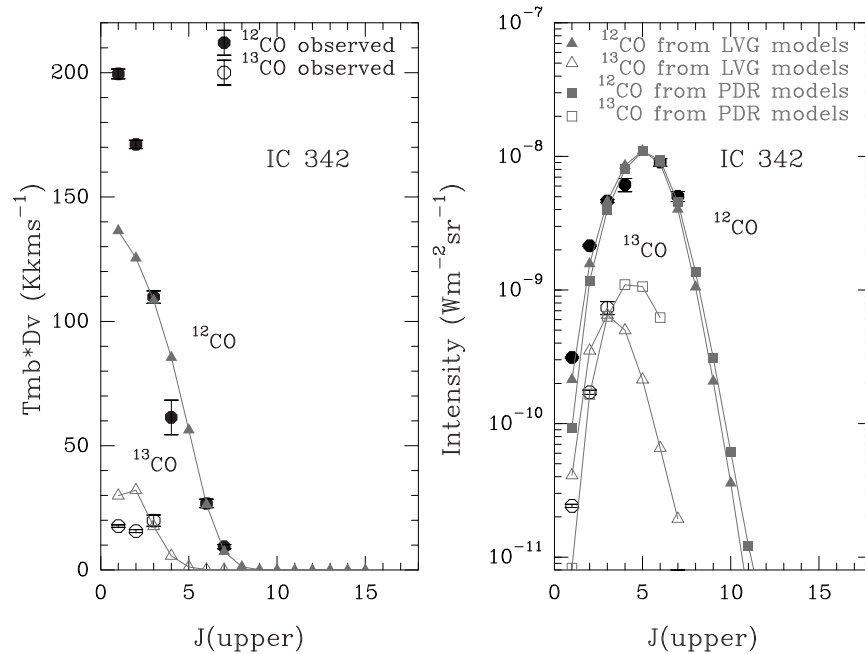 Tmb*Dv (Kkms⁻¹)
200
150
100
50
0
¹²CO observed
¹³CO observed
IC 342
¹²CO
¹³CO
0 5 10 15
J(upper)
Intensity (Wm⁻²sr⁻¹)
10⁻⁷
10⁻⁸
10⁻⁹
10⁻¹⁰
10⁻¹¹
¹²CO from LVG models
¹³CO from LVG models
¹²CO from PDR models
¹³CO from PDR models
IC 342
¹²CO
¹³CO
0 5 10 15
J(upper)